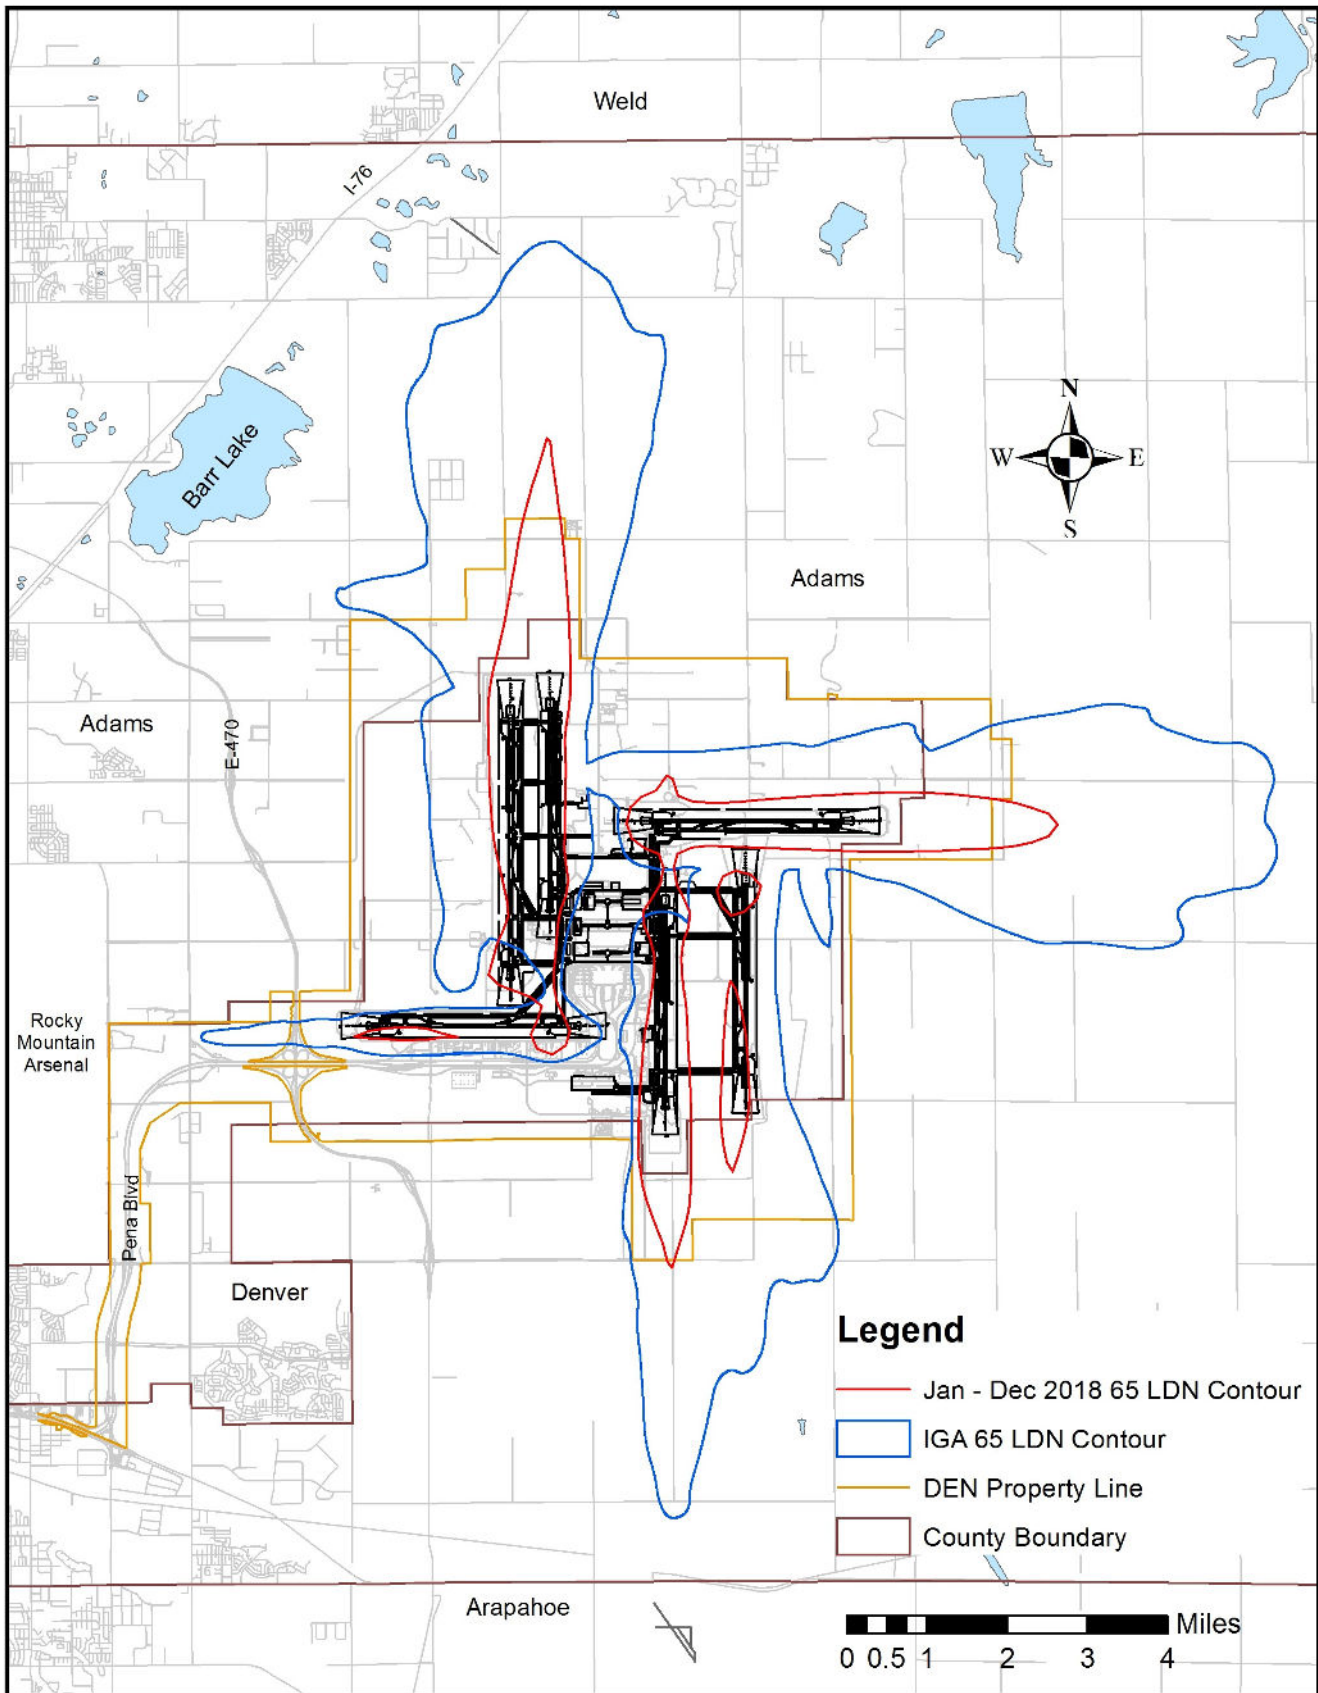 Weld
I-76
N
W
E
S
Barr Lake
Adams
Adams
E-470
Rocky
Mountain
Arsenal
Pena Blvd
Denver
Legend
Jan - Dec 2018 65 LDN Contour
IGA 65 LDN Contour
DEN Property Line
County Boundary
Arapahoe
Miles
0 0.5 1 2 3 4